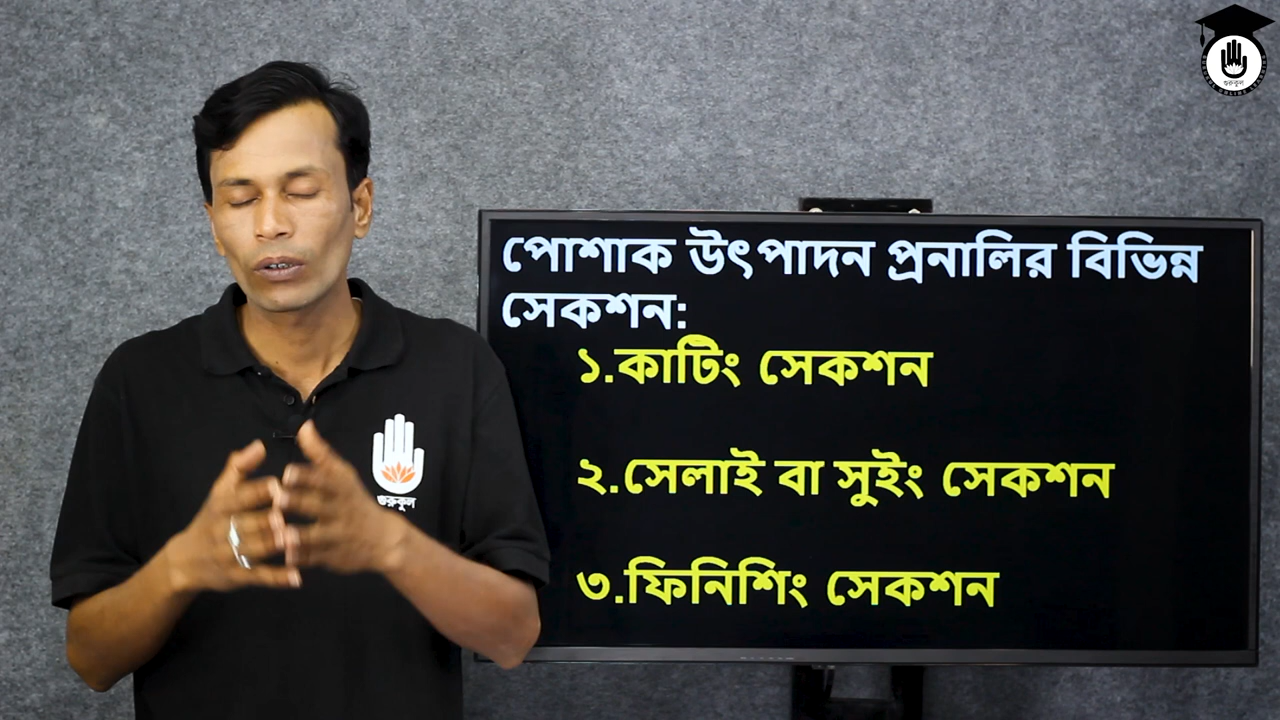 পোশাক উৎপাদন প্রনালির বিভিন্ন
সেকশন:
১.কাটিং সেকশন
২.সেলাই বা সুইং সেকশন
৩.ফিনিশিং সেকশন
গুরুকুল
গুরুকুল